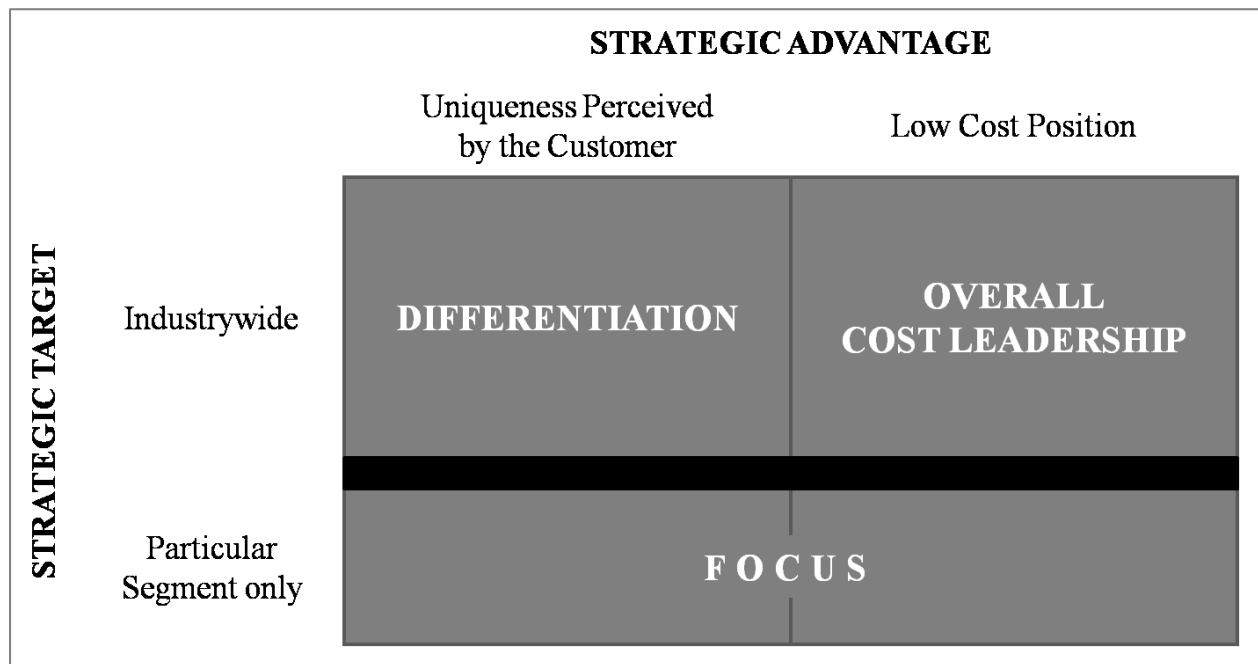 STRATEGIC ADVANTAGE
Uniqueness Perceived
by the Customer
Low Cost Position
STRATEGIC TARGET
Industrywide
DIFFERENTIATION
OVERALL
COST LEADERSHIP
Particular
Segment only
FOCUS